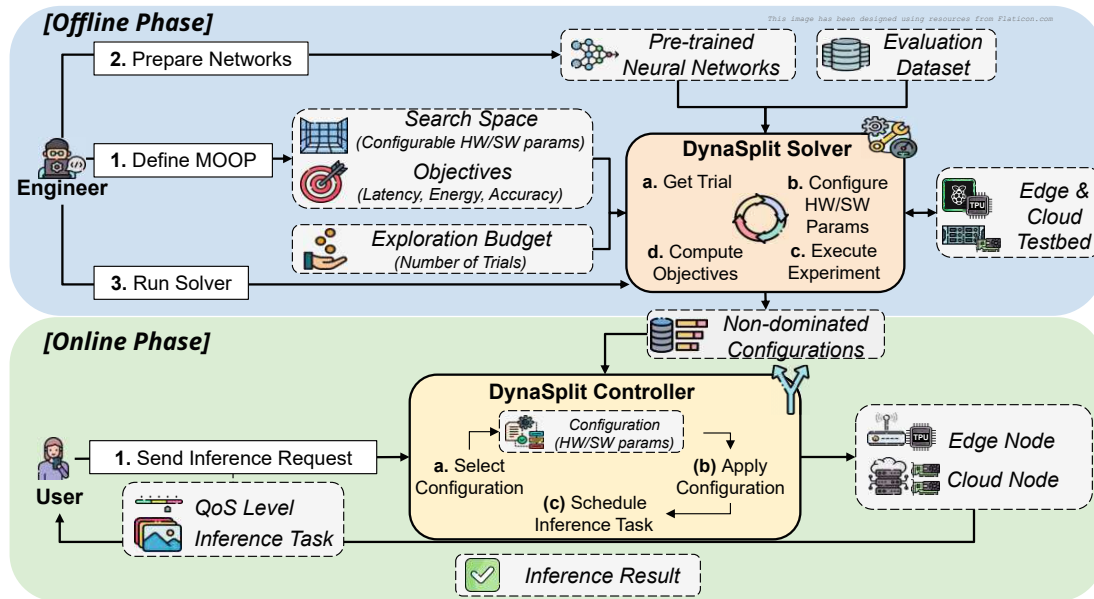 [Offline Phase]
This image has been designed using resources from Flaticon.com
2. Prepare Networks
Pre-trained
Neural Networks
Evaluation
Dataset
Search Space
(Configurable HW/SW params)
Objectives
(Latency, Energy, Accuracy)
1. Define MOOP
Engineer
Exploration Budget
(Number of Trials)
3. Run Solver
DynaSplit Solver
a. Get Trial
b. Configure
HW/SW
Params
d. Compute
Objectives
c. Execute
Experiment
TPU
Edge &
Cloud
Testbed
[Online Phase]
Non-dominated
Configurations
DynaSplit Controller
Configuration
(HW/SW params)
a. Select
Configuration
(b) Apply
Configuration
(c) Schedule
Inference Task
1. Send Inference Request
User
QoS Level
Inference Task
TPU
Edge Node
Cloud Node
Inference Result